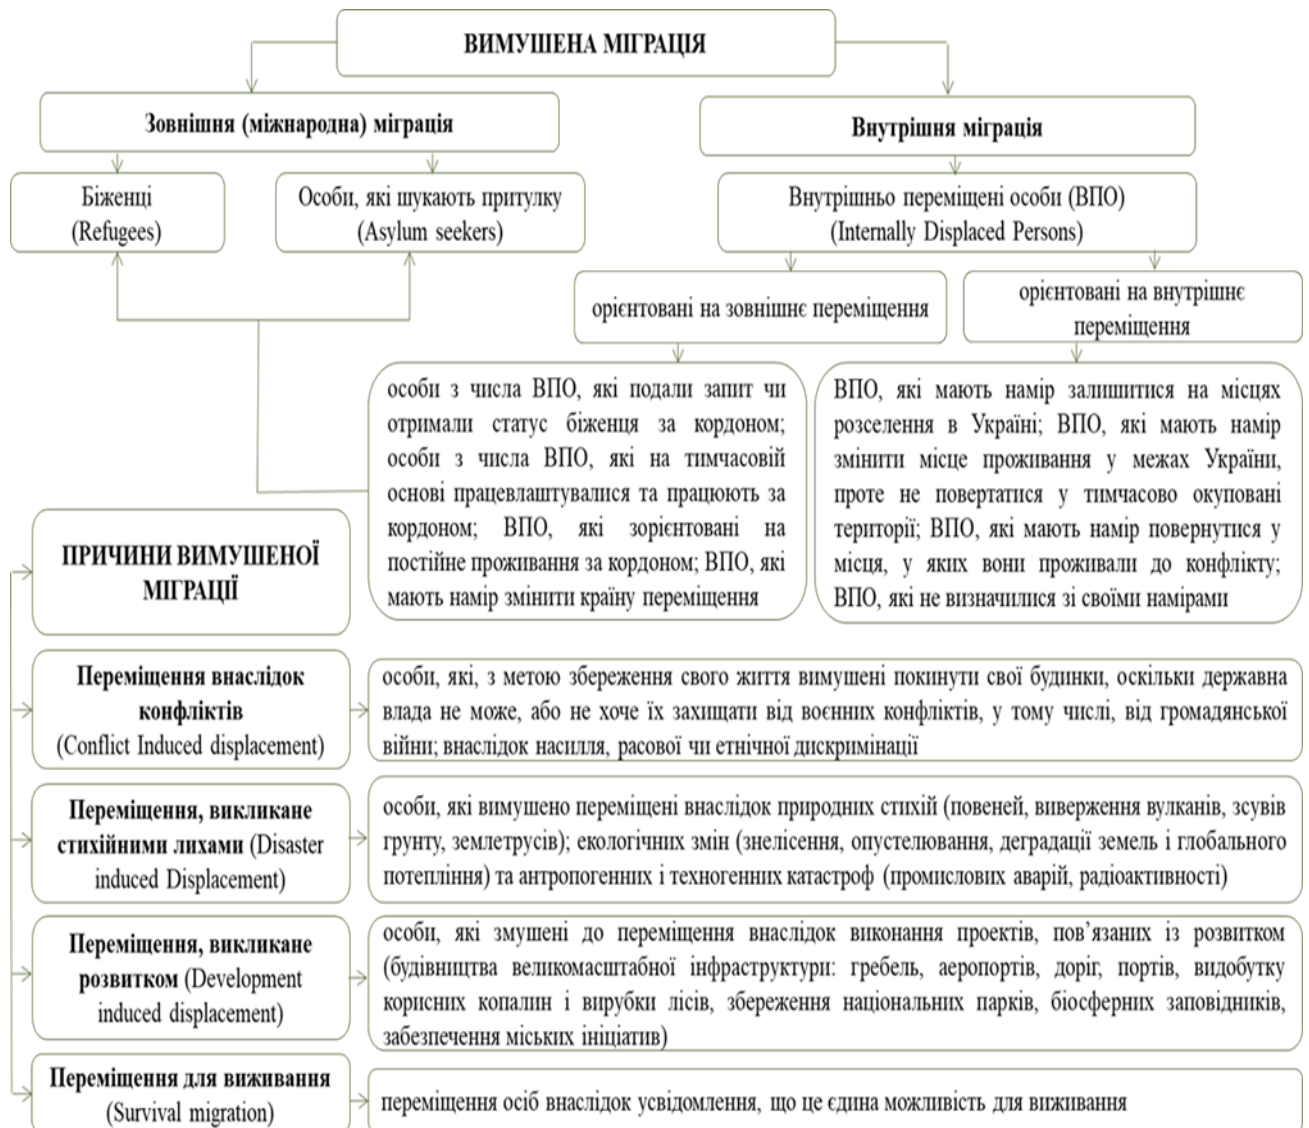 ВИМУШЕНА МІГРАЦІЯ
Зовнішня (міжнародна) міграція
Внутрішня міграція
Біженці
(Refugees)
Особи, які шукають притулку
(Asylum seekers)
Внутрішньо переміщені особи (ВПО)
(Internally Displaced Persons)
орієнтовані на зовнішнє переміщення
орієнтовані на внутрішнє
переміщення
особи з числа ВПО, які подали запит чи
отримали статус біженця за кордоном;
особи з числа ВПО, які на тимчасовій
основі працевлаштувалися та працюють за
кордоном; ВПО, які зорієнтовані на
постійне проживання за кордоном; ВПО, які
мають намір змінити країну переміщення
ВПО, які мають намір залишитися на місцях
розселення в Україні; ВПО, які мають намір
змінити місце проживання у межах України,
проте не повертатися у тимчасово окуповані
території; ВПО, які мають намір повернутися у
місця, у яких вони проживали до конфлікту;
ВПО, які не визначилися зі своїми намірами
ПРИЧИНИ ВИМУШЕНОЇ
МІГРАЦІЇ
Переміщення внаслідок
конфліктів
(Conflict Induced displacement)
особи, які, з метою збереження свого життя вимушені покинути свої будинки, оскільки державна
влада не може, або не хоче їх захищати від воєнних конфліктів, у тому числі, від громадянської
війни; внаслідок насилля, расової чи етнічної дискримінації
Переміщення, викликане
стихійними лихами (Disaster
induced Displacement)
особи, які вимушено переміщені внаслідок природних стихій (повеней, виверження вулканів, зсувів
грунту, землетрусів); екологічних змін (знелісення, опустелювання, деградації земель і глобального
потепління) та антропогенних і техногенних катастроф (промислових аварій, радіоактивності)
Переміщення, викликане
розвитком (Development
induced displacement)
особи, які змушені до переміщення внаслідок виконання проектів, пов’язаних із розвитком
(будівництва великомасштабної інфраструктури: гребель, аеропортів, доріг, портів, видобутку
корисних копалин і вирубки лісів, збереження національних парків, біосферних заповідників,
забезпечення міських ініціатив)
Переміщення для виживання
(Survival migration)
переміщення осіб внаслідок усвідомлення, що це єдина можливість для виживання